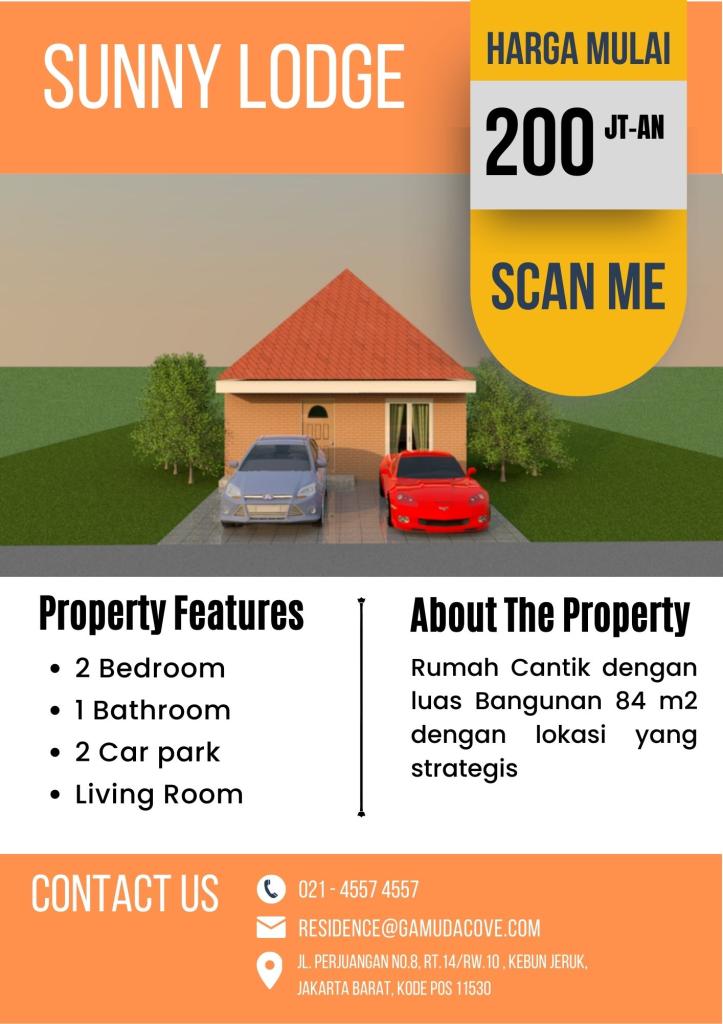 SUNNY LODGE
HARGA MULAI
200 JT-AN
SCAN ME
Property Features
2 Bedroom
1 Bathroom
2 Car park
Living Room
About The Property
Rumah Cantik dengan
luas Bangunan 84 m2
dengan lokasi yang
strategis
CONTACT US
021 - 4557 4557
RESIDENCE@GAMUDACOVE.COM
JL. PERJUANGAN NO.8, RT.14/RW.10 , KEBUN JERUK,
JAKARTA BARAT, KODE POS 11530